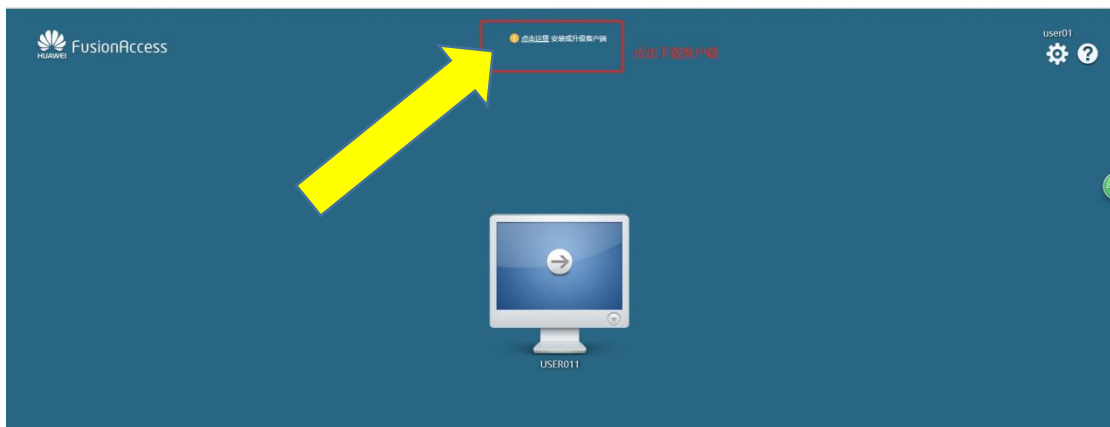 HUAWEI
FusionAccess
! 点击这里 安装或升级客户端
点击下载客户端
user01
?
USER011